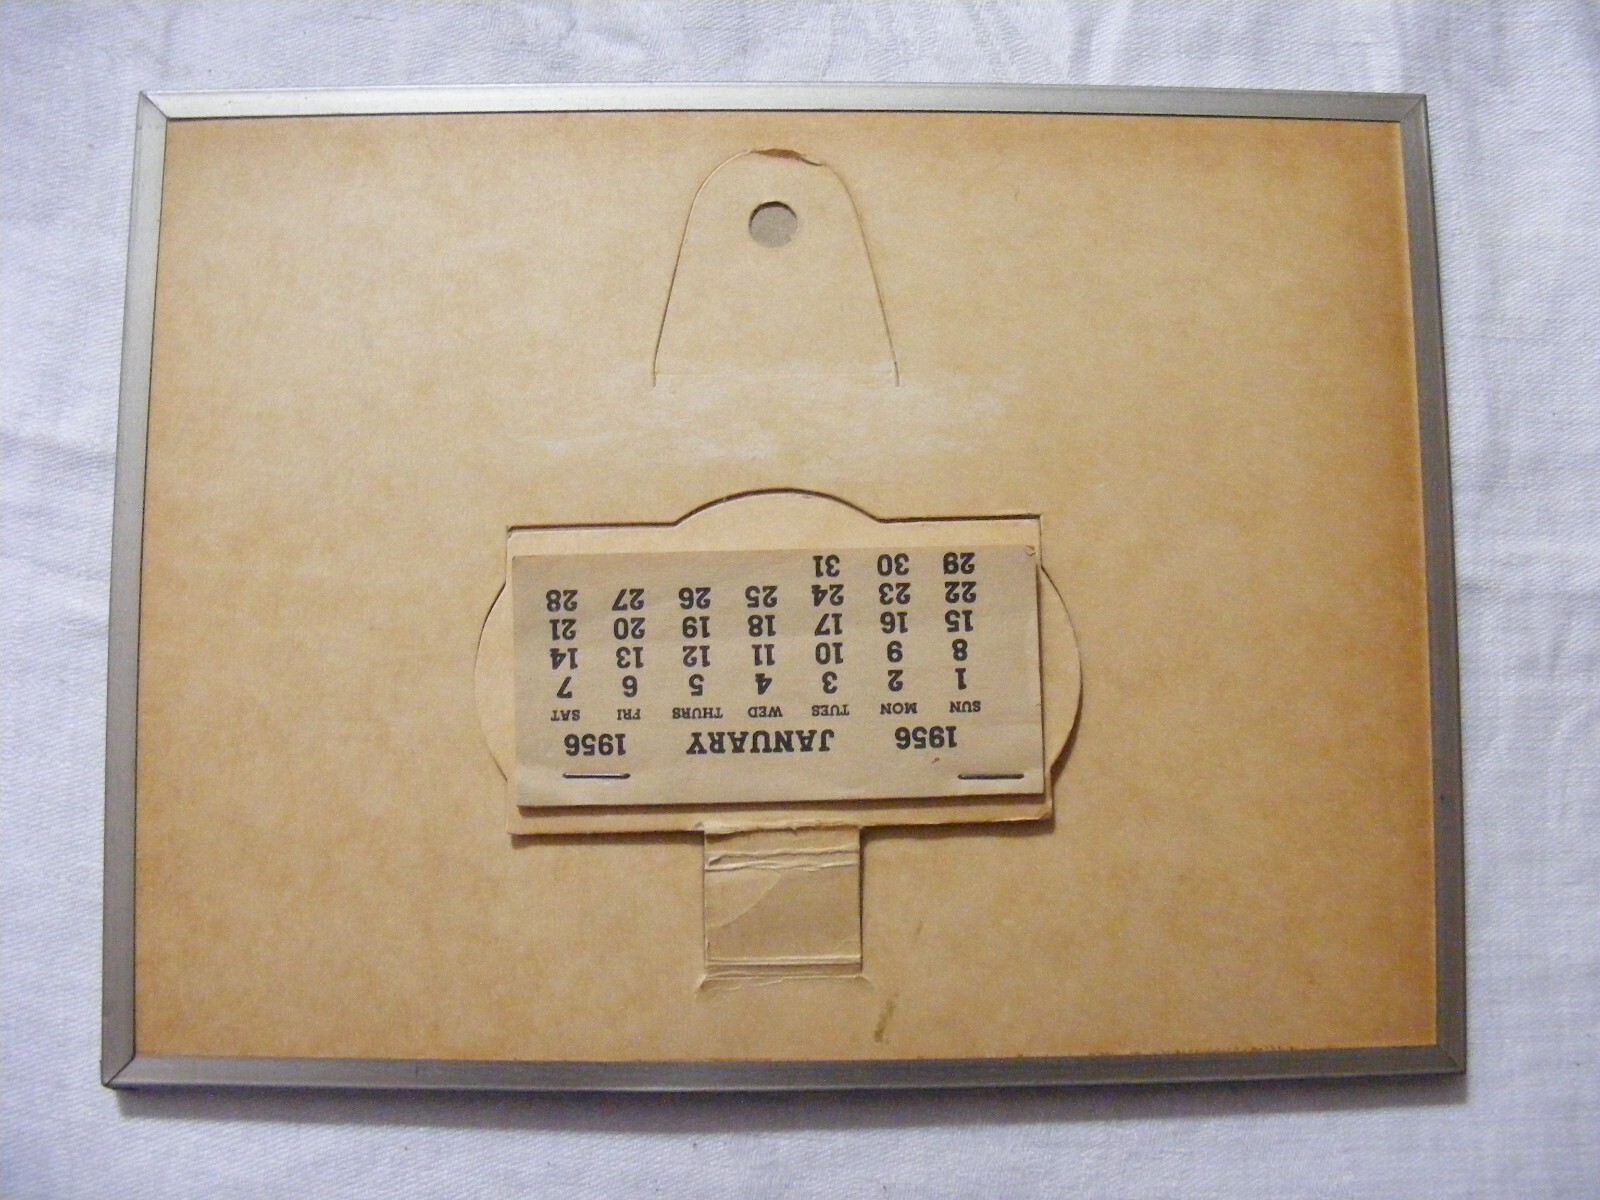 1956 JANUARY 1956
SUN MON TUES WED THURS FRI SAT
1 2 3 4 5 6 7
8 9 10 11 12 13 14
15 16 17 18 19 20 21
22 23 24 25 26 27 28
29 30 31